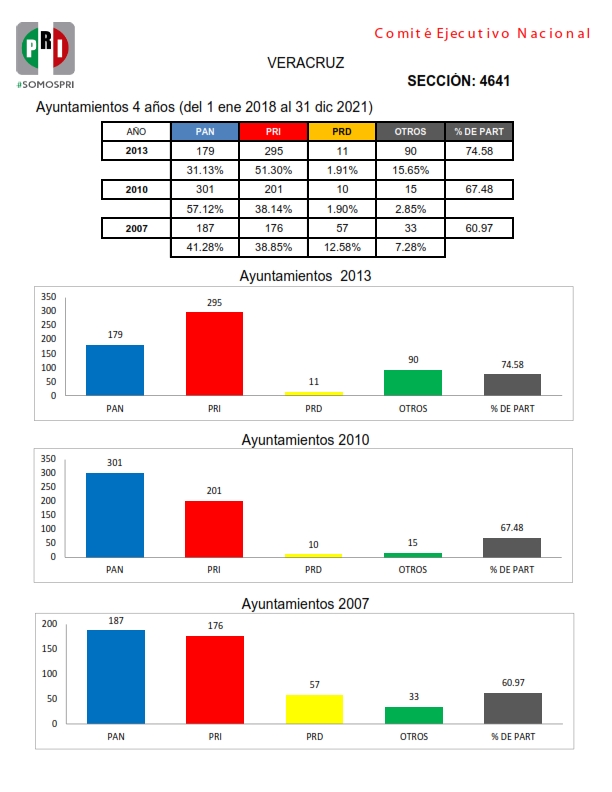 Comité Ejecutivo Nacional
PRI
#SOMOSPRI
VERACRUZ
SECCIÓN: 4641
Ayuntamientos 4 años (del 1 ene 2018 al 31 dic 2021)
AÑO PAN PRI PRD OTROS % DE PART
2013 179 295 11 90 74.58
31.13% 51.30% 1.91% 15.65%
2010 301 201 10 15 67.48
57.12% 38.14% 1.90% 2.85%
2007 187 176 57 33 60.97
41.28% 38.85% 12.58% 7.28%
Ayuntamientos 2013
350
300
250
200
150
100
50
0
179 295 11 90 74.58
PAN PRI PRD OTROS % DE PART
Ayuntamientos 2010
350
300
250
200
150
100
50
0
301 201 10 15 67.48
PAN PRI PRD OTROS % DE PART
Ayuntamientos 2007
200
150
100
50
0
187 176 57 33 60.97
PAN PRI PRD OTROS % DE PART